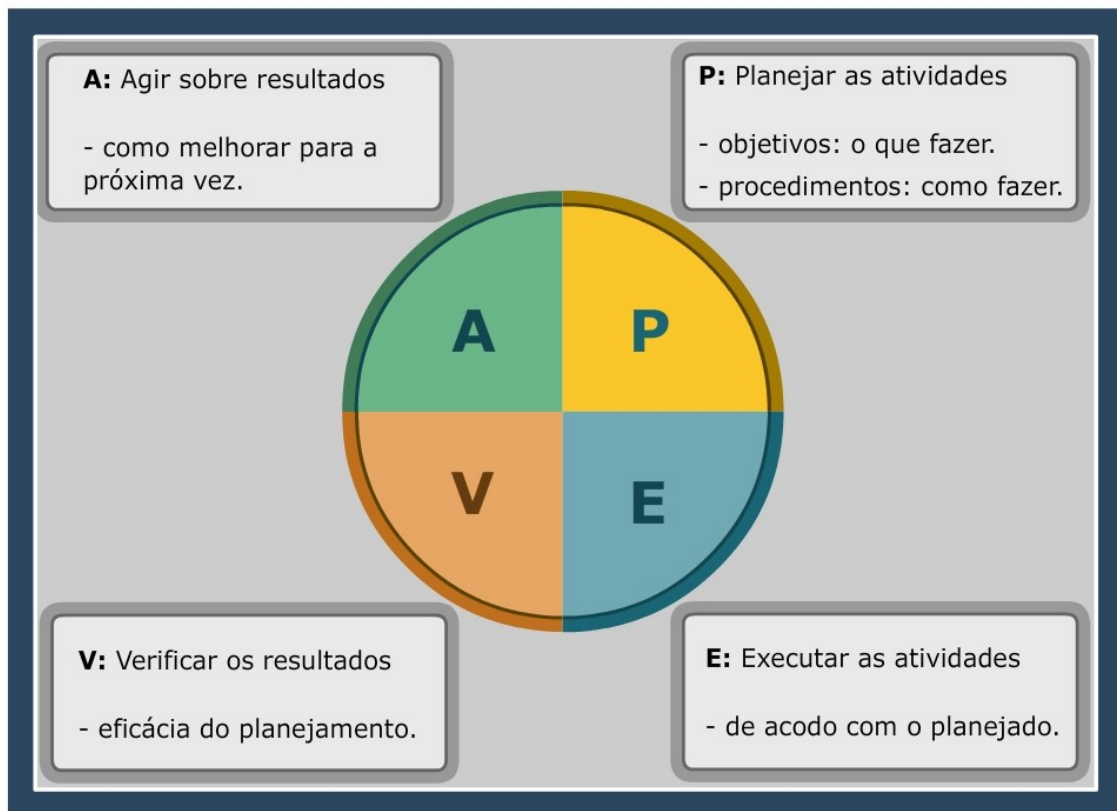 A: Agir sobre resultados
- como melhorar para a
próxima vez.
P: Planejar as atividades
- objetivos: o que fazer.
- procedimentos: como fazer.
A
P
V
E
V: Verificar os resultados
- eficácia do planejamento.
E: Executar as atividades
- de acodo com o planejado.